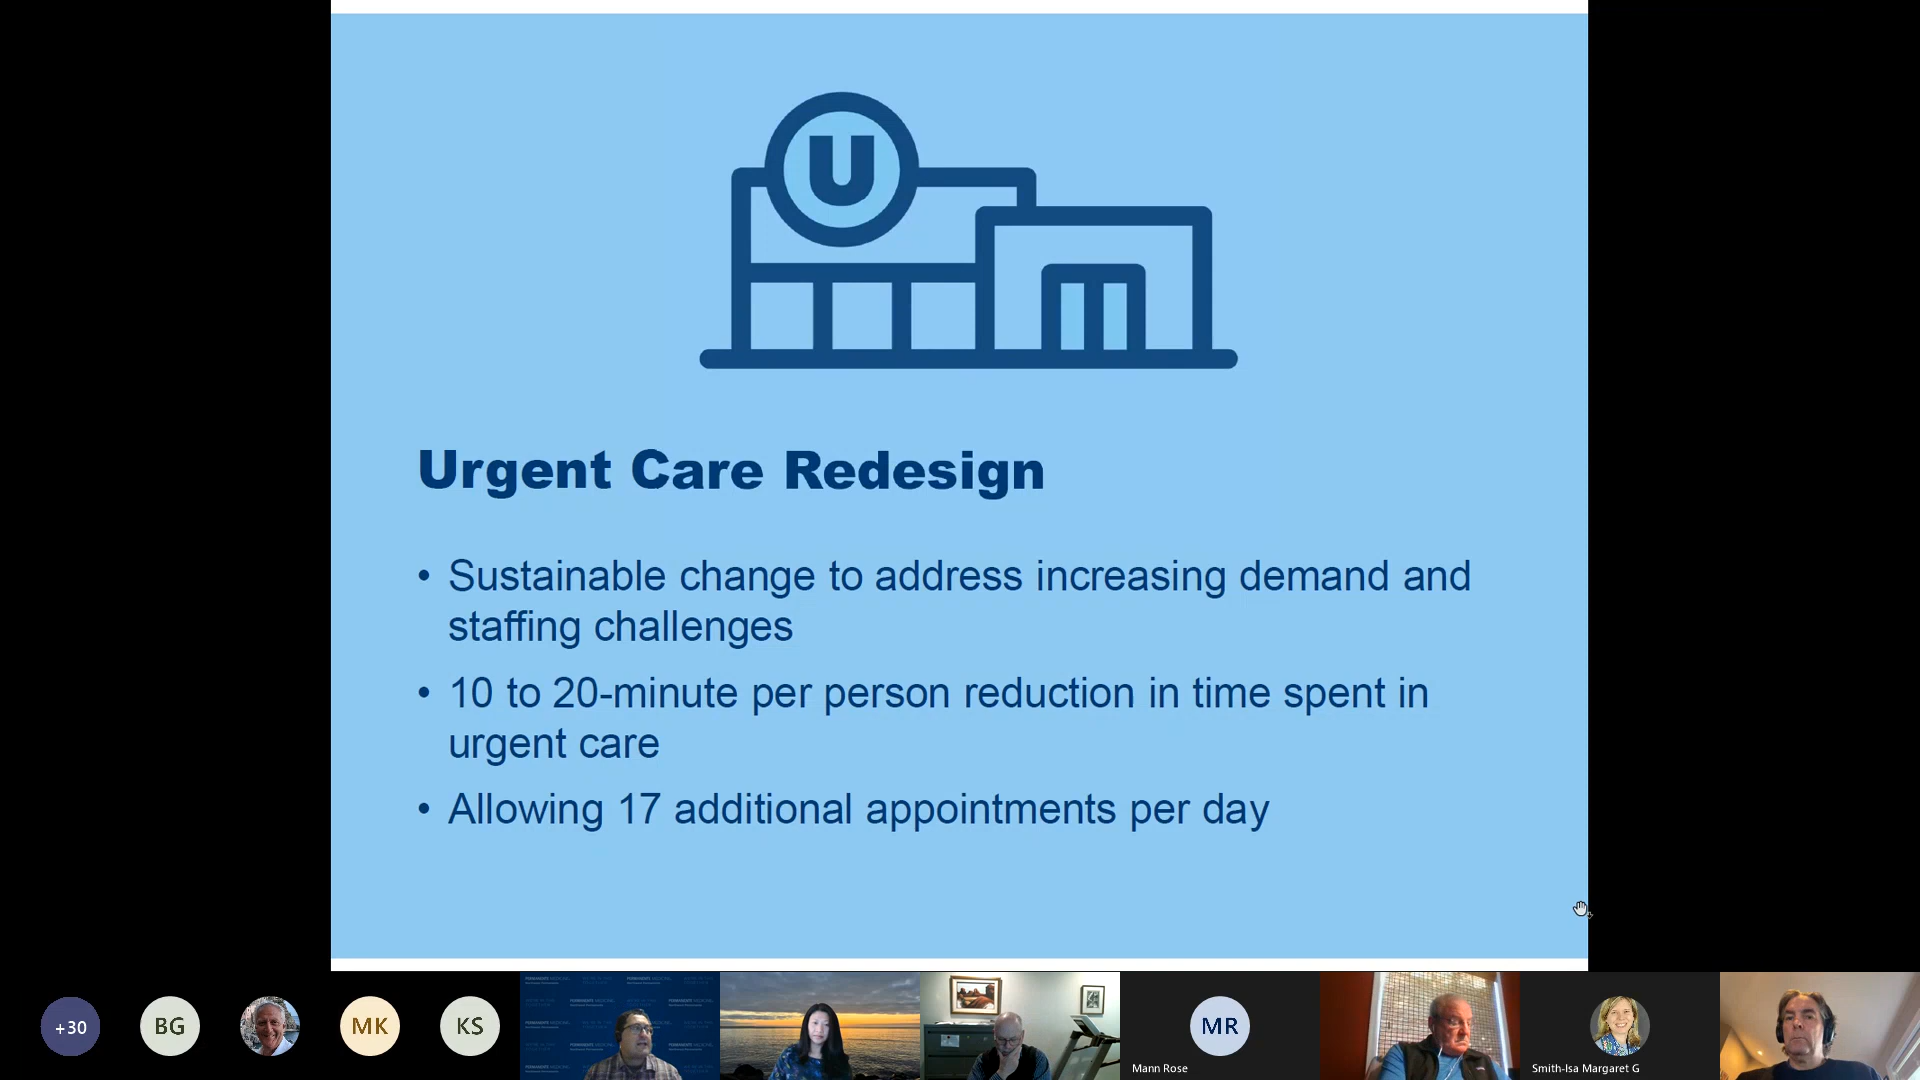 U
Urgent Care Redesign
• Sustainable change to address increasing demand and
staffing challenges
• 10 to 20-minute per person reduction in time spent in
urgent care
• Allowing 17 additional appointments per day
+30
BG
MK
KS
PERMANENTE MEDICINE
MR
Mann Rose
Smith-Isa Margaret G